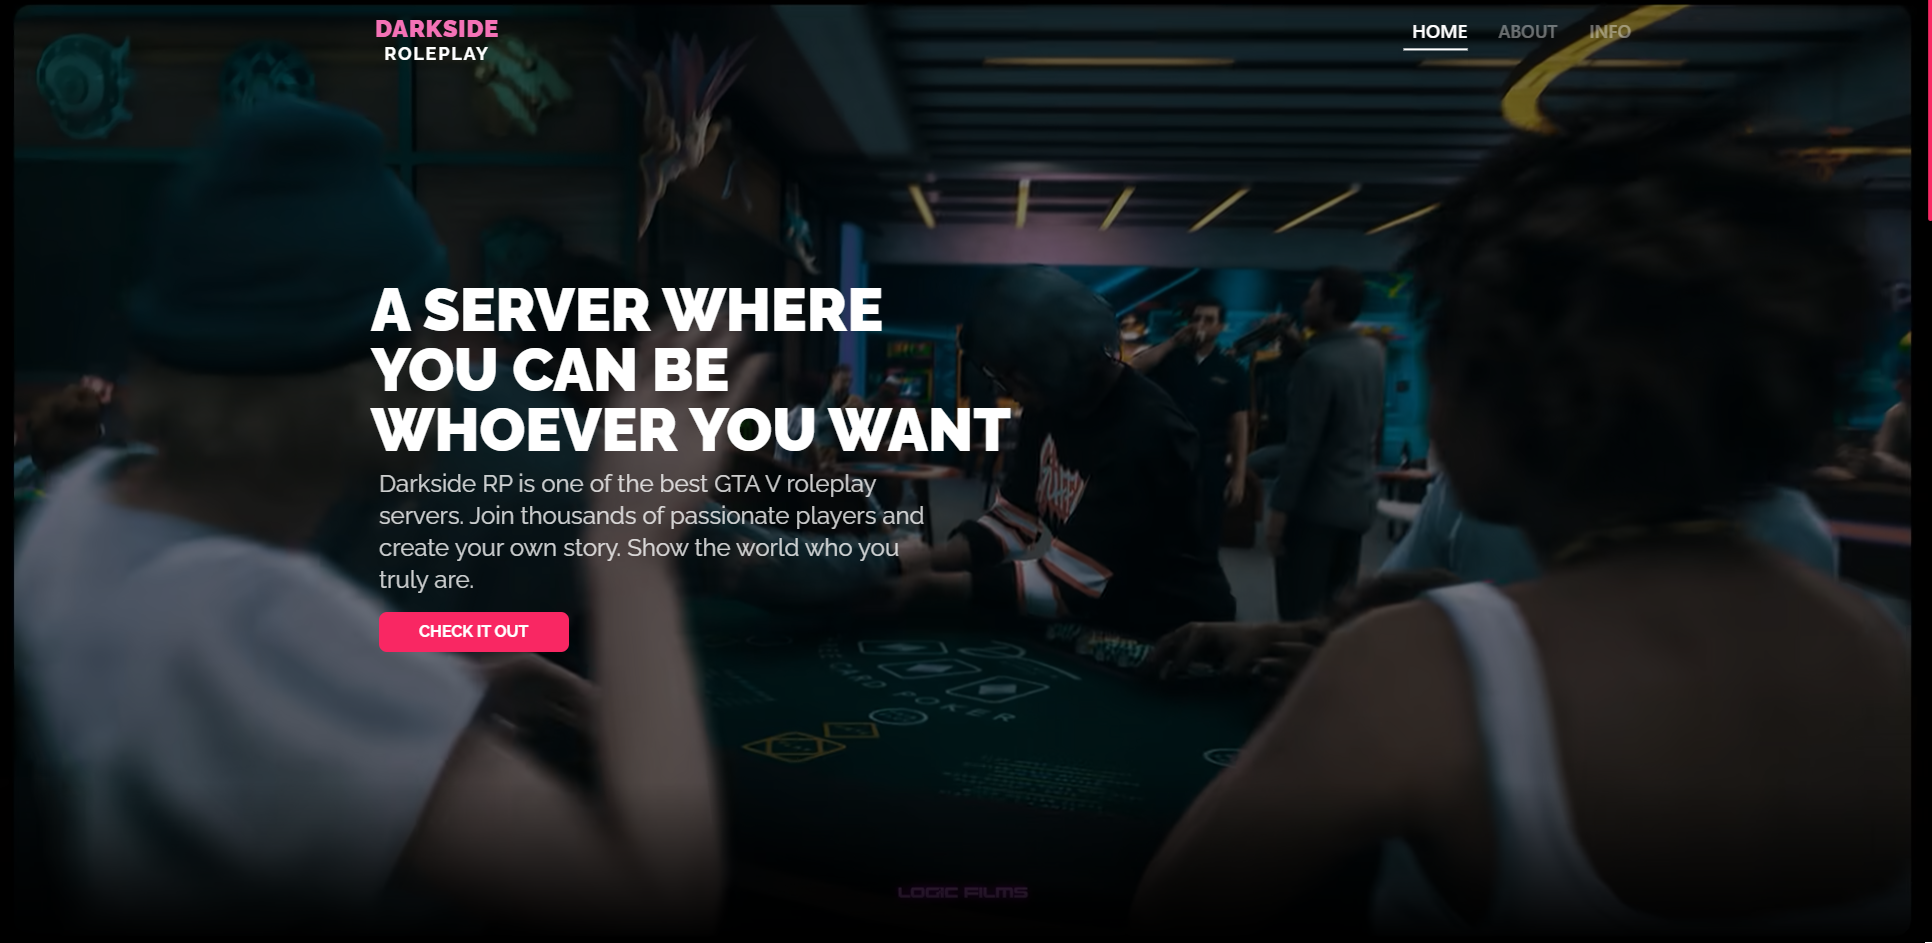 DARKSIDE
ROLEPLAY
HOME ABOUT INFO
A SERVER WHERE
YOU CAN BE
WHOEVER YOU WANT
Darkside RP is one of the best GTA V roleplay
servers. Join thousands of passionate players and
create your own story. Show the world who you
truly are.
CHECK IT OUT
CARD POKER
LOGIC FILMS